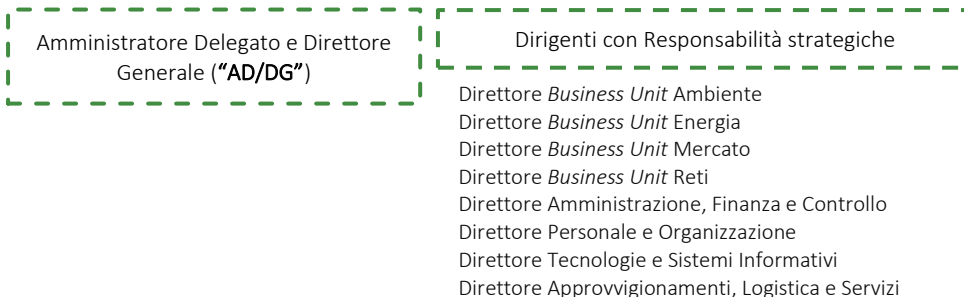 Amministratore Delegato e Direttore
Generale (“AD/DG”)
Dirigenti con Responsabilità strategiche
Direttore Business Unit Ambiente
Direttore Business Unit Energia
Direttore Business Unit Mercato
Direttore Business Unit Reti
Direttore Amministrazione, Finanza e Controllo
Direttore Personale e Organizzazione
Direttore Tecnologie e Sistemi Informativi
Direttore Approvvigionamenti, Logistica e Servizi